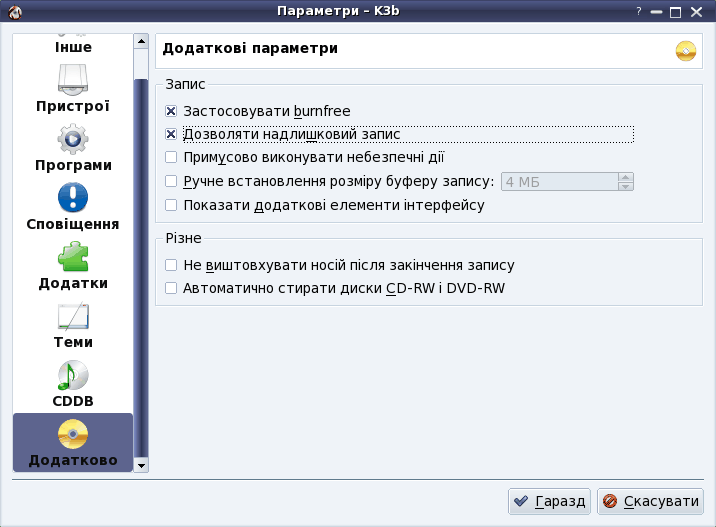 Параметри – K3b
?
Інше
Пристрої
Програми
Сповіщення
Додатки
Теми
CDDB
Додатково
Додаткові параметри
Запис
Застосовувати burnfree
Дозволяти надлишковий запис
Примусово виконувати небезпечні дії
Ручне встановлення розміру буферу запису: 4 МБ
Показати додаткові елементи інтерфейсу
Різне
Не виштовхувати носій після закінчення запису
Автоматично стирати диски CD-RW і DVD-RW
Гаразд Скасувати